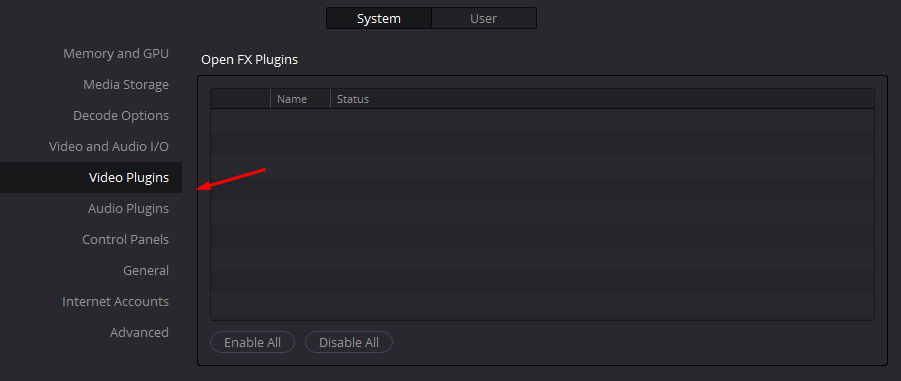 System
User
Memory and GPU
Media Storage
Decode Options
Video and Audio I/O
Video Plugins
Audio Plugins
Control Panels
General
Internet Accounts
Advanced
Open FX Plugins
Name
Status
Enable All
Disable All